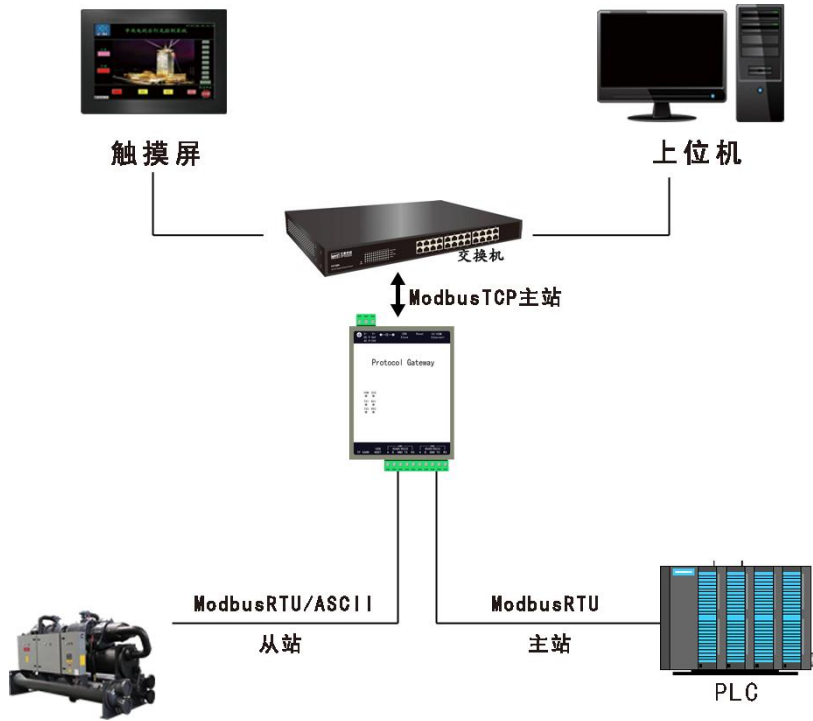 触摸屏
上位机
交换机
ModbusTCP主站
Protocol Gateway
ModbusRTU/ASCII
从站
ModbusRTU
主站
PLC